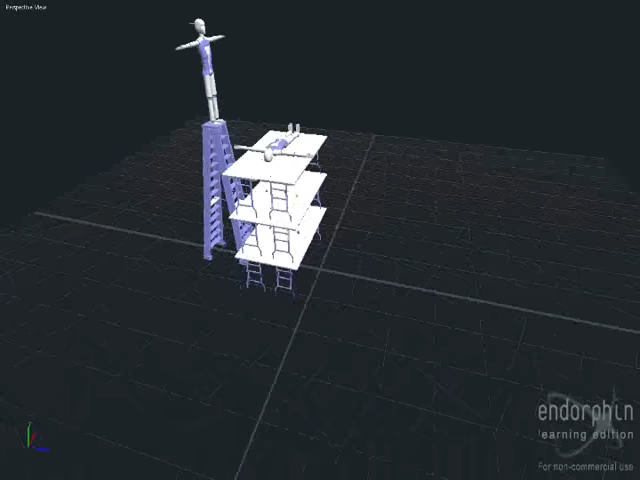 Perspective View
endorphin
learning edition
For non-commercial use